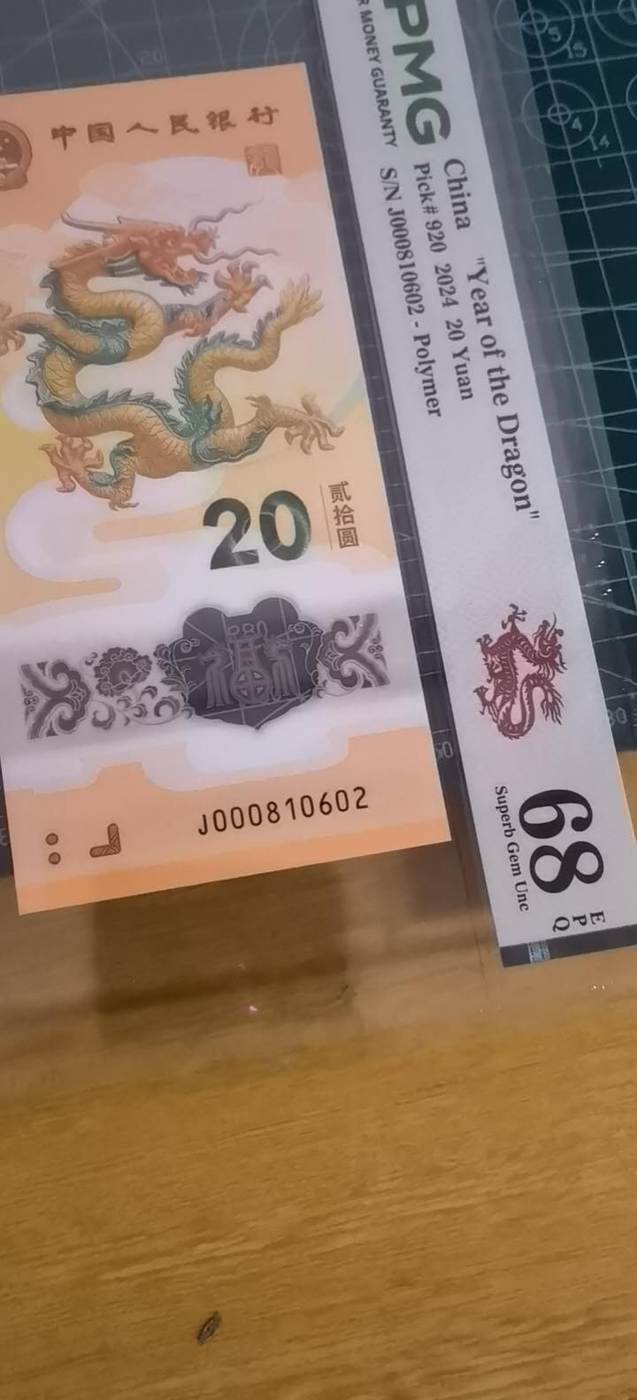 中国人民银行
20
贰拾圆
J000810602
PMG
R MONEY GUARANTY
China "Year of the Dragon"
Pick# 920 2024 20 Yuan
S/N J000810602 - Polymer
68
EPQ
Superb Gem Unc